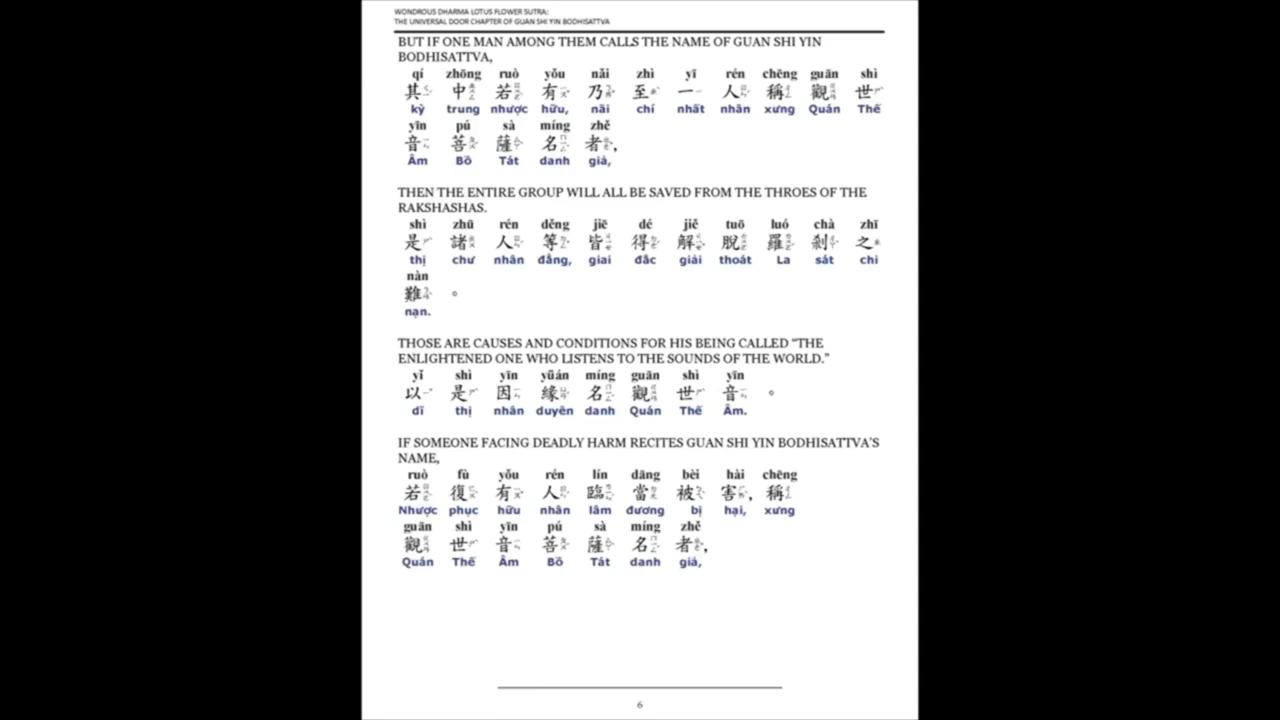 WONDROUS DHARMA LOTUS FLOWER SUTRA:
THE UNIVERSAL DOOR CHAPTER OF GUAN SHI YIN BODHISATTVA
BUT IF ONE MAN AMONG THEM CALLS THE NAME OF GUAN SHI YIN
BODHISATTVA,
qí zhōng ruò yǒu nǎi zhì yī rén chēng guān shì
其 中 若 有 乃 至 一 人 稱 觀 世
kỳ trung nhược hữu, nãi chí nhất nhân xưng Quán Thế
yīn pú sà míng zhě
音 菩 薩 名 者,
Âm Bồ Tát danh giả,
THEN THE ENTIRE GROUP WILL ALL BE SAVED FROM THE THROES OF THE
RAKSHASHAS.
shì zhū rén děng jiē dé jiě tuō luó chà zhī
是 諸 人 等 皆 得 解 脫 羅 剎 之
thị chư nhân đẳng, giai đắc giải thoát La sát chi
nàn
難 。
nạn.
THOSE ARE CAUSES AND CONDITIONS FOR HIS BEING CALLED “THE
ENLIGHTENED ONE WHO LISTENS TO THE SOUNDS OF THE WORLD.”
yǐ shì yīn yüán míng guān shì yīn
以 是 因 緣 名 觀 世 音 。
dĩ thị nhân duyên danh Quán Thế Âm.
IF SOMEONE FACING DEADLY HARM RECITES GUAN SHI YIN BODHISATTVA’S
NAME,
ruò fù yǒu rén lín dāng bèi hài chēng
若 復 有 人 臨 當 被 害, 稱
Nhược phục hữu nhân lâm đương bị hại, xưng
guān shì yīn pú sà míng zhě
觀 世 音 菩 薩 名 者,
Quán Thế Âm Bồ Tát danh giả,
6